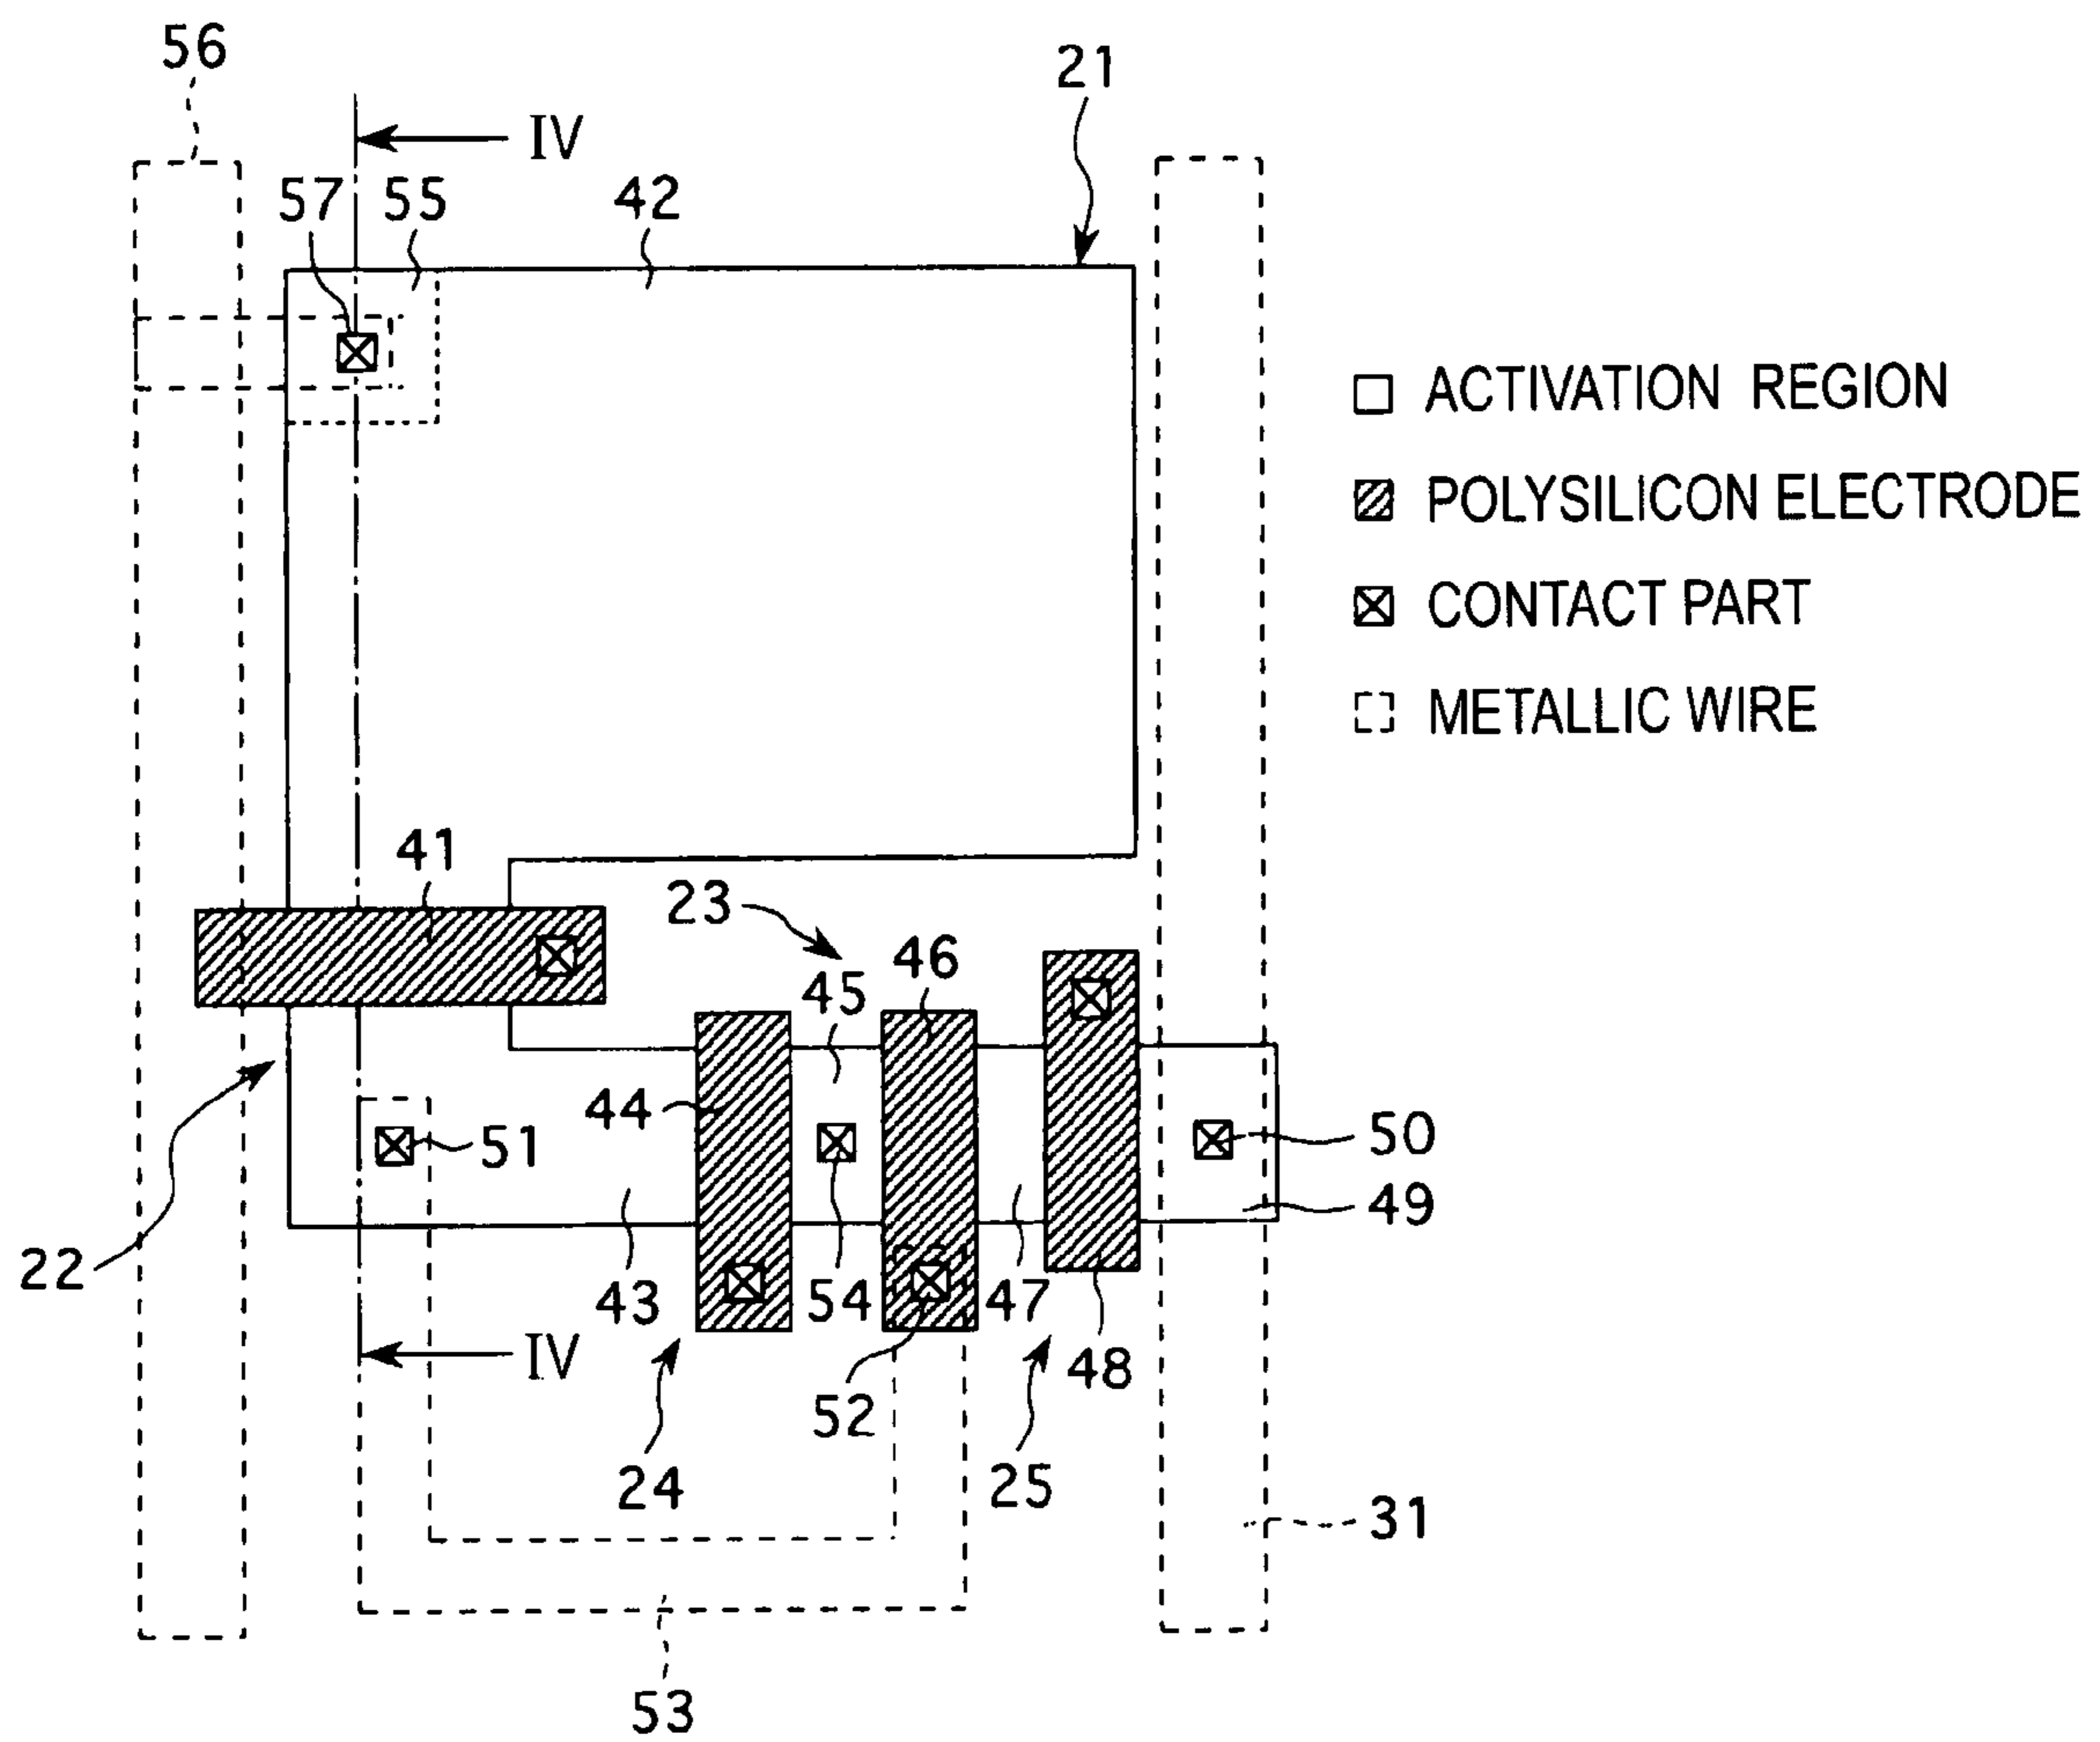 56
21
IV
57 55 42
ACTIVATION REGION
POLYSILICON ELECTRODE
CONTACT PART
METALLIC WIRE
41
23
46
45
44
51
50
49
22
43
54
47
IV
48
52
24
25
31
53